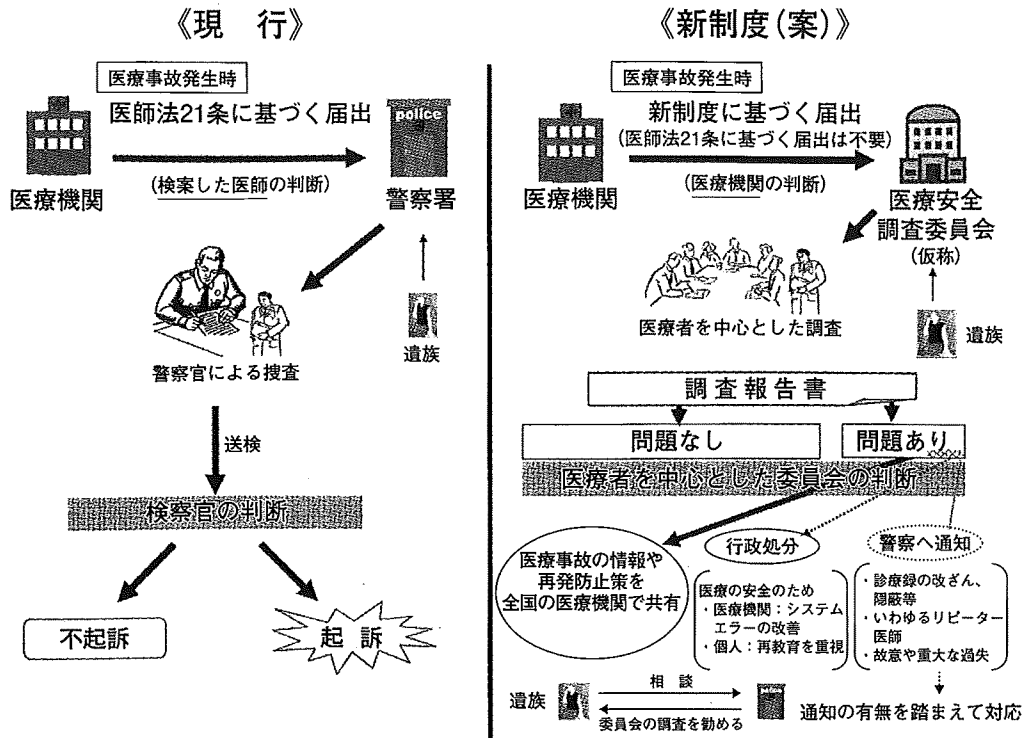 《現　行》
医療事故発生時
医師法21条に基づく届出
police
(検案した医師の判断)
医療機関
警察署
遺族
警察官による捜査
送検
検察官の判断
不起訴
起　訴
《新制度(案)》
医療事故発生時
新制度に基づく届出
(医師法21条に基づく届出は不要)
(医療機関の判断)
医療機関
医療安全
調査委員会
(仮称)
医療者を中心とした調査
遺族
調査報告書
問題なし
問題あり
医療者を中心とした委員会の判断
医療事故の情報や
再発防止策を
全国の医療機関で共有
行政処分
医療の安全のため
・医療機関：システム
エラーの改善
・個人：再教育を重視
警察へ通知
・診療録の改ざん、
隠蔽等
・いわゆるリピーター
医師
・故意や重大な過失
遺族
相　談
委員会の調査を勧める
通知の有無を踏まえて対応